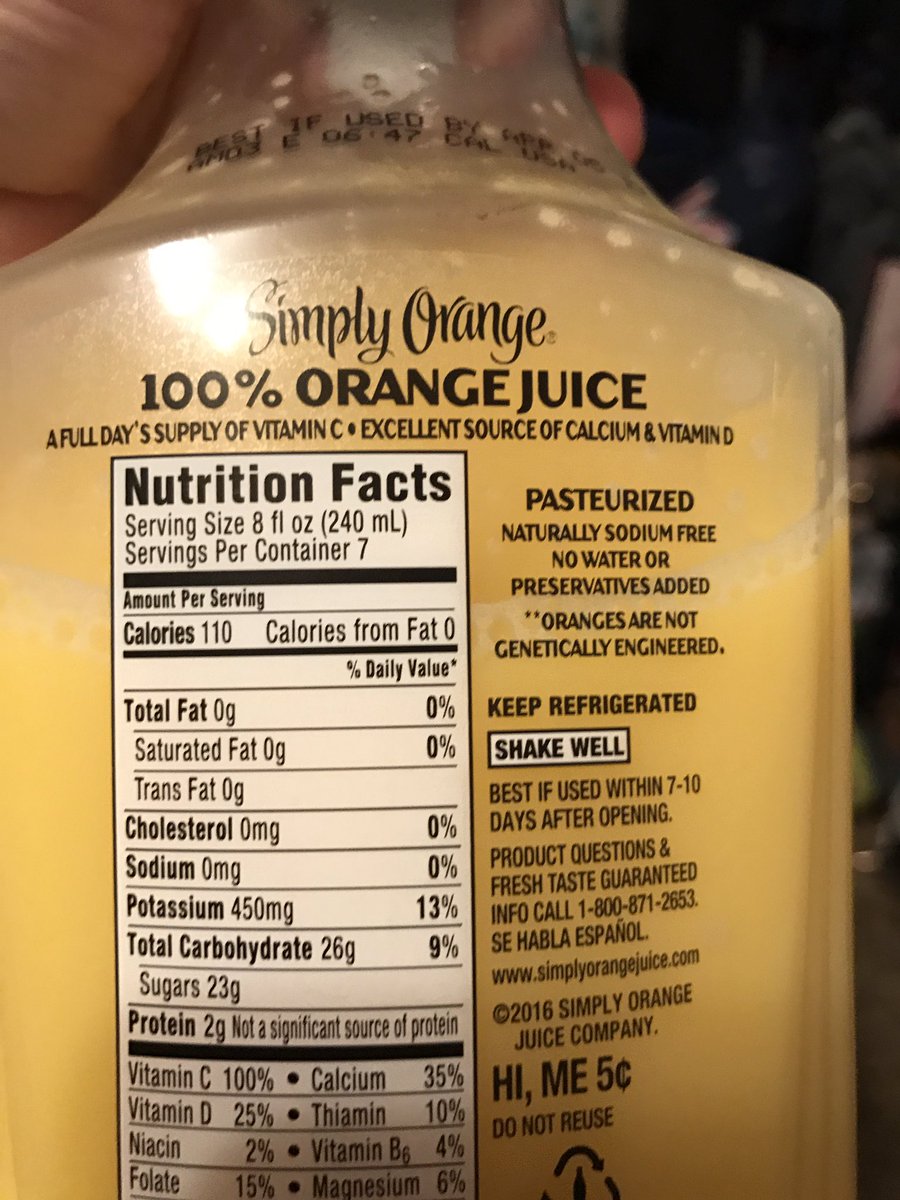 BEST IF USED BY APR
AM03 E 06:47 CAL USA
Simply Orange®
100% ORANGE JUICE
A FULL DAY'S SUPPLY OF VITAMIN C • EXCELLENT SOURCE OF CALCIUM & VITAMIN D
Nutrition Facts
Serving Size 8 fl oz (240 mL)
Servings Per Container 7
Amount Per Serving
Calories 110 Calories from Fat 0
% Daily Value*
Total Fat 0g 0%
Saturated Fat 0g 0%
Trans Fat 0g
Cholesterol 0mg 0%
Sodium 0mg 0%
Potassium 450mg 13%
Total Carbohydrate 26g 9%
Sugars 23g
Protein 2g Not a significant source of protein
Vitamin C 100% • Calcium 35%
Vitamin D 25% • Thiamin 10%
Niacin 2% • Vitamin B6 4%
Folate 15% • Magnesium 6%
PASTEURIZED
NATURALLY SODIUM FREE
NO WATER OR
PRESERVATIVES ADDED
**ORANGES ARE NOT
GENETICALLY ENGINEERED.
KEEP REFRIGERATED
SHAKE WELL
BEST IF USED WITHIN 7-10
DAYS AFTER OPENING.
PRODUCT QUESTIONS &
FRESH TASTE GUARANTEED
INFO CALL 1-800-871-2653.
SE HABLA ESPAÑOL.
www.simplyorangejuice.com
©2016 SIMPLY ORANGE
JUICE COMPANY.
HI, ME 5¢
DO NOT REUSE